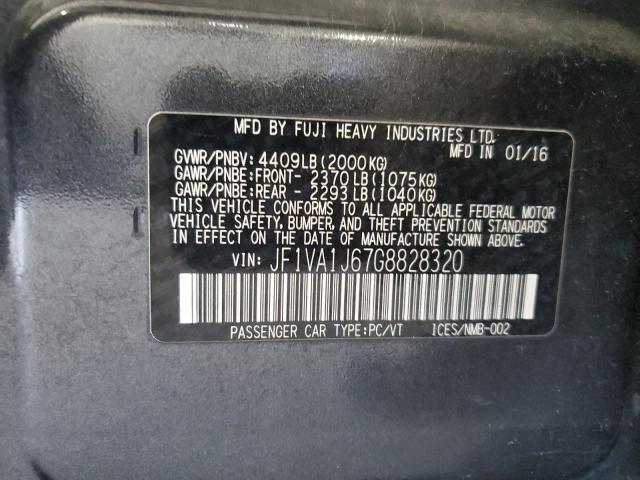 MFD BY FUJI HEAVY INDUSTRIES LTD.
MFD IN 01/16
GVWR/PNBV: 4409LB(2000KG)
GAWR/PNBE:FRONT- 2370LB(1075KG)
GAWR/PNBE:REAR - 2293LB(1040KG)
THIS VEHICLE CONFORMS TO ALL APPLICABLE FEDERAL MOTOR
VEHICLE SAFETY, BUMPER, AND THEFT PREVENTION STANDARDS
IN EFFECT ON THE DATE OF MANUFACTURE SHOWN ABOVE.
VIN: JF1VA1J67G8828320
PASSENGER CAR TYPE:PC/VT ICES/NMB-002